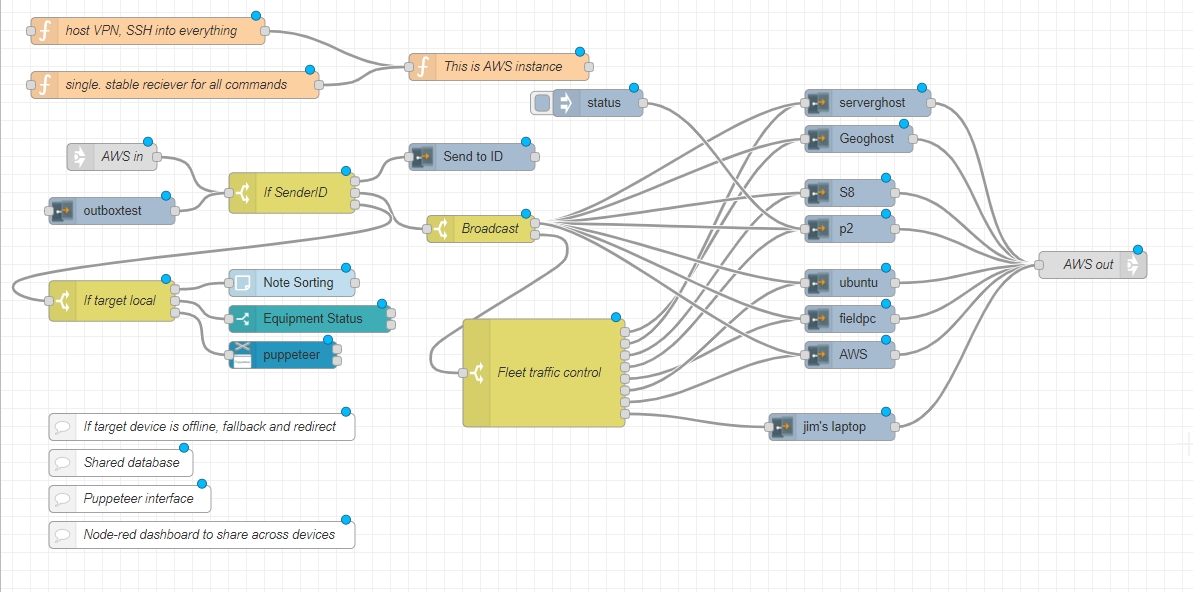 host VPN, SSH into everything
This is AWS instance
single. stable reciever for all commands
status
serverghost
Geoghost
AWS in
Send to ID
If SenderID
S8
outboxtest
Broadcast
p2
AWS out
Note Sorting
ubuntu
If target local
Equipment Status
fieldpc
puppeteer
AWS
Fleet traffic control
If target device is offline, fallback and redirect
jim's laptop
Shared database
Puppeteer interface
Node-red dashboard to share across devices